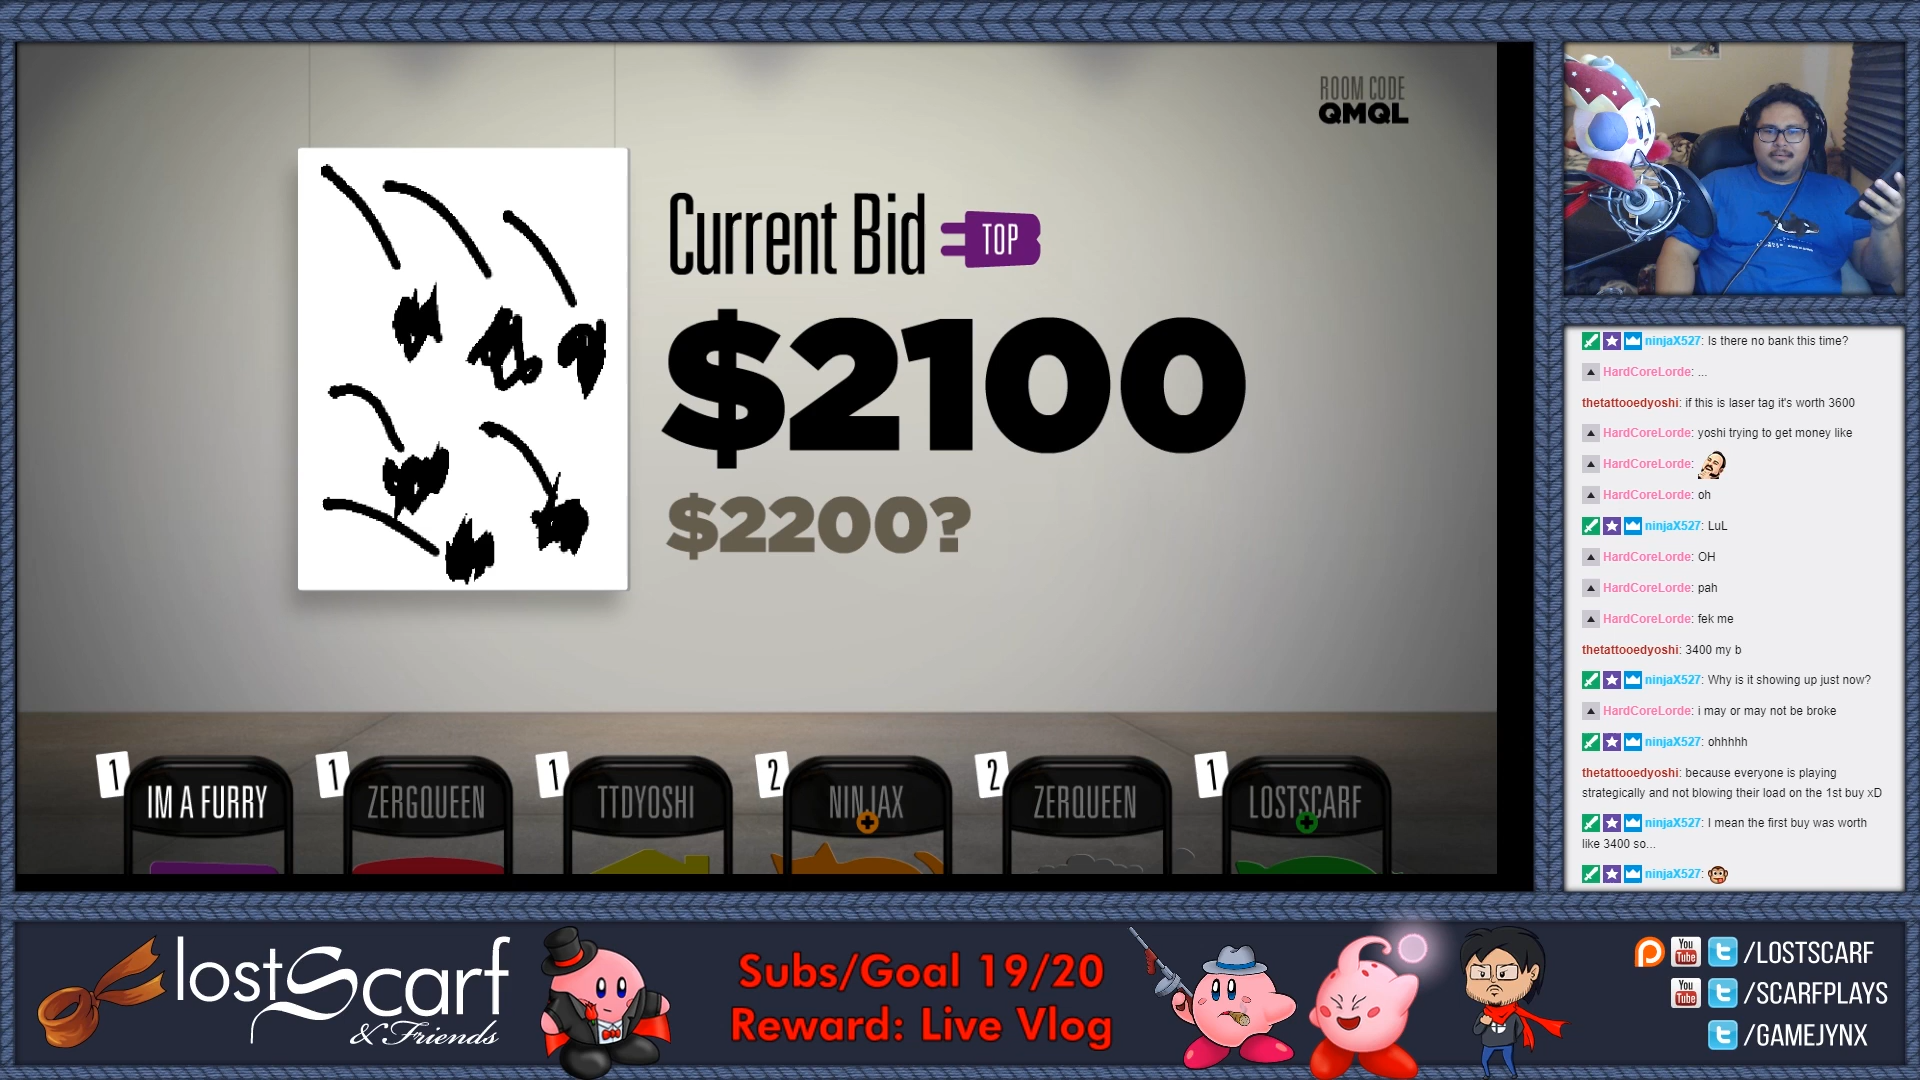 ROOM CODE
QMQL
Current Bid TOP
$2100
$2200?
1 IM A FURRY
1 ZERGQUEEN
1 TTDYOSHI
2 NINJAX
2 ZERQUEEN
1 LOSTSCARF
ninjaX527: Is there no bank this time?
HardCoreLorde: ...
thetattooedyoshi: if this is laser tag it's worth 3600
HardCoreLorde: yoshi trying to get money like
HardCoreLorde:
HardCoreLorde: oh
ninjaX527: LuL
HardCoreLorde: OH
HardCoreLorde: pah
HardCoreLorde: fek me
thetattooedyoshi: 3400 my b
ninjaX527: Why is it showing up just now?
HardCoreLorde: i may or may not be broke
ninjaX527: ohhhhh
thetattooedyoshi: because everyone is playing
strategically and not blowing their load on the 1st buy xD
ninjaX527: I mean the first buy was worth
like 3400 so...
ninjaX527:
lostScarf
& Friends
Subs/Goal 19/20
Reward: Live Vlog
You Tube /LOSTSCARF
You Tube /SCARFPLAYS
/GAMEJYNX